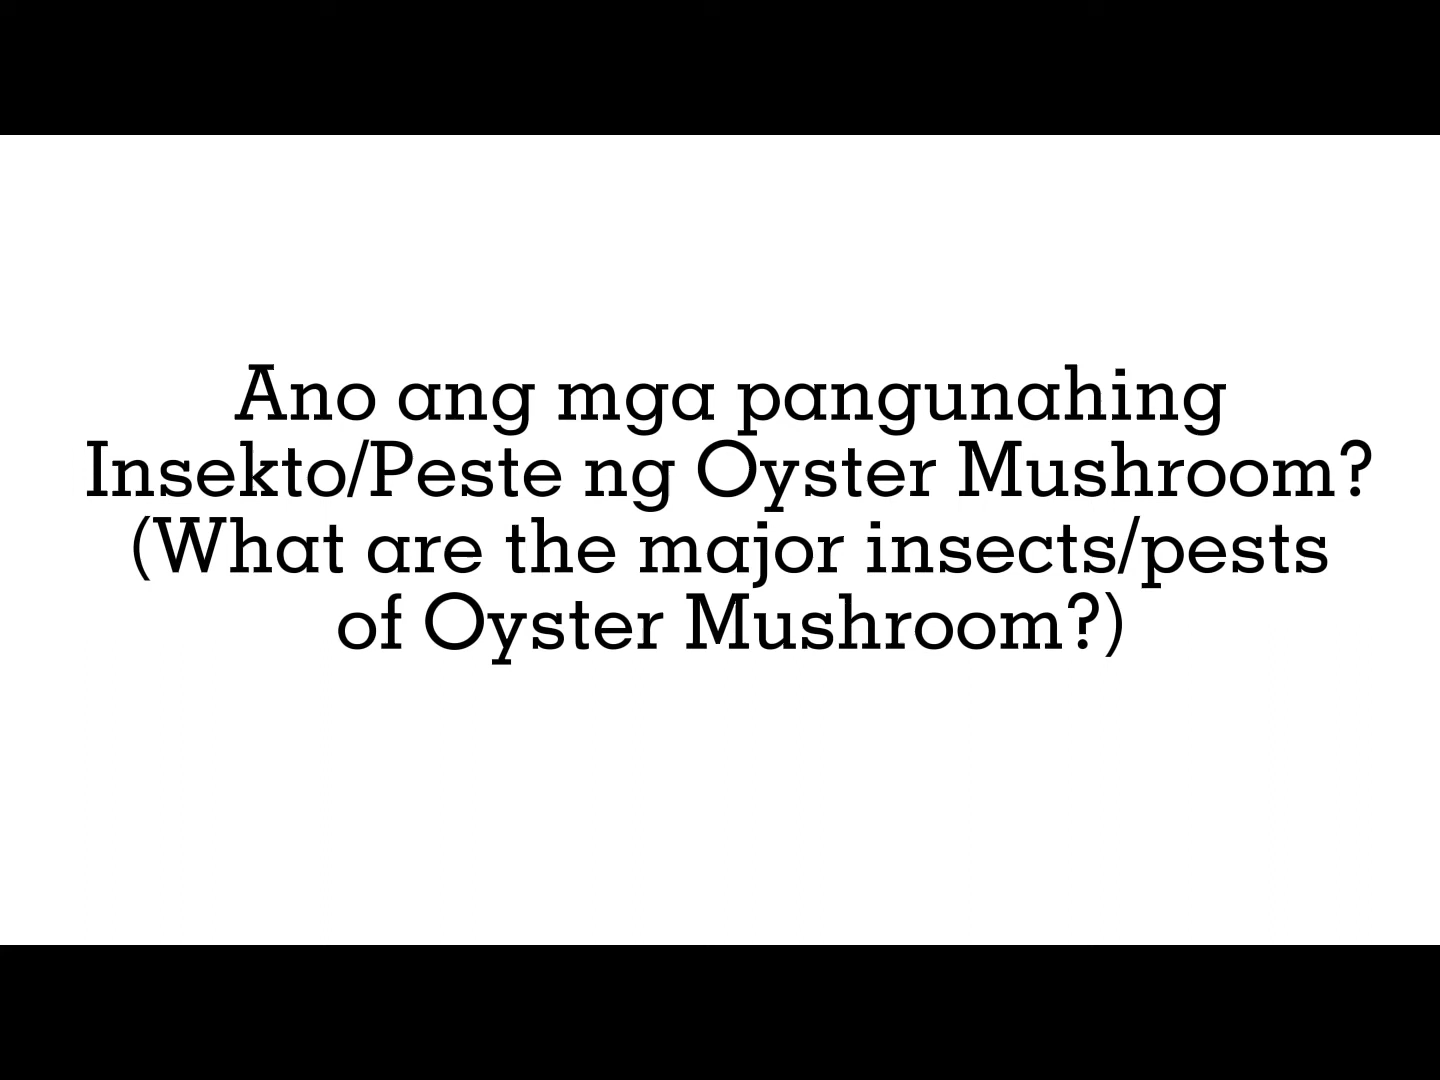 Ano ang mga pangunahing
Insekto/Peste ng Oyster Mushroom?
(What are the major insects/pests
of Oyster Mushroom?)